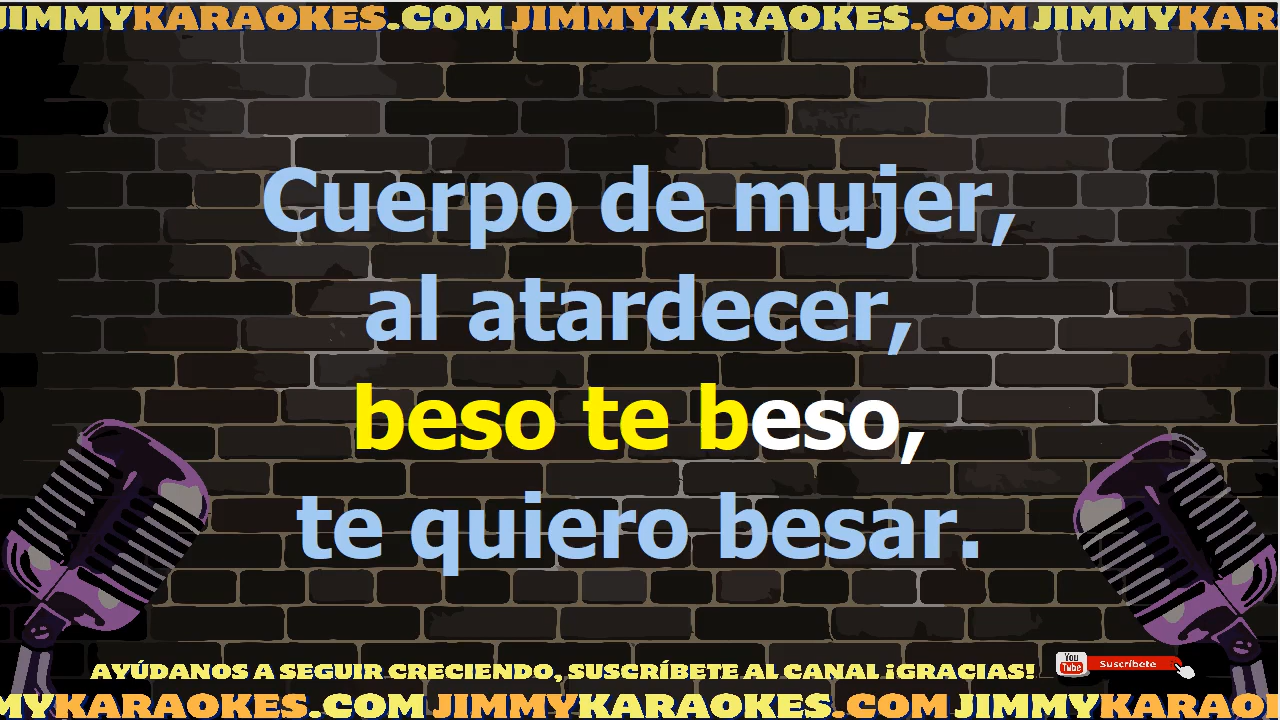 JIMMYKARAOKES.COM JIMMYKARAOKES.COM JIMMYKAR
Cuerpo de mujer,
al atardecer,
beso te beso,
te quiero besar.
AYÚDANOS A SEGUIR CRECIENDO, SUSCRÍBETE AL CANAL ¡GRACIAS!
You Tube Suscríbete
MYKARAOKES.COM JIMMYKARAOKES.COM JIMMYKARAOK